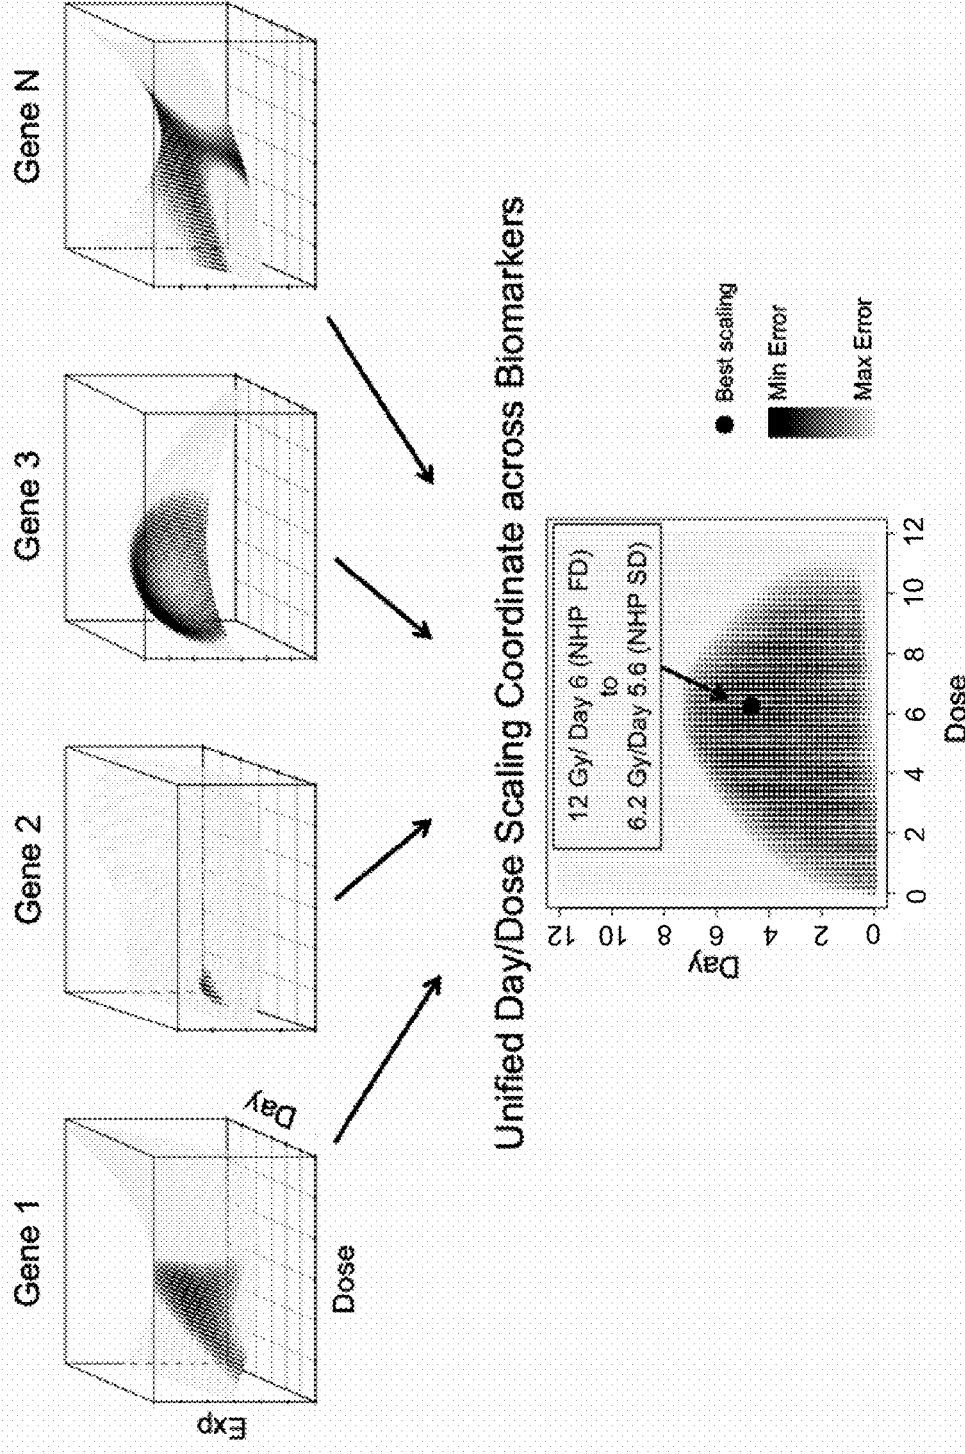 Gene 1
Gene 2
Gene 3
Gene N
Exp
Dose
Day
Unified Day/Dose Scaling Coordinate across Biomarkers
12 Gy/ Day 6 (NHP FD)
to
6.2 Gy/Day 5.6 (NHP SD)
Day
12
10
8
6
4
2
0
0 2 4 6 8 10 12
Dose
Best scaling
Min Error
Max Error